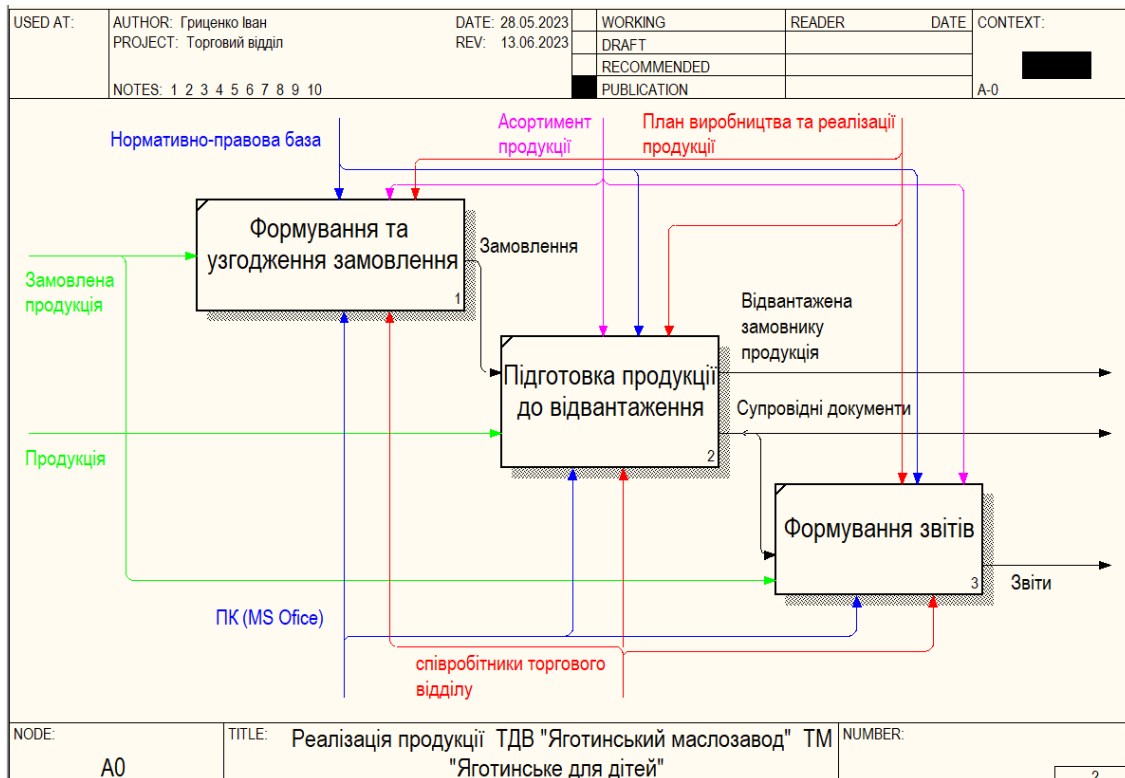 USED AT:
AUTHOR: Гриценко Іван
DATE: 28.05.2023
WORKING
READER
DATE
CONTEXT:
PROJECT: Торговий відділ
REV: 13.06.2023
DRAFT
RECOMMENDED
NOTES: 1 2 3 4 5 6 7 8 9 10
PUBLICATION
A-0
Нормативно-правова база
Асортимент
продукції
План виробництва та реалізації
продукції
Формування та
узгодження замовлення
1
Замовлення
Замовлена
продукція
Відвантажена
замовнику
продукція
Підготовка продукції
до відвантаження
2
Супровідні документи
Продукція
Формування звітів
3
Звіти
ПК (MS Ofice)
співробітники торгового
відділу
NODE:
A0
TITLE: Реалізація продукції ТДВ "Яготинський маслозавод" ТМ
"Яготинське для дітей"
NUMBER:
2